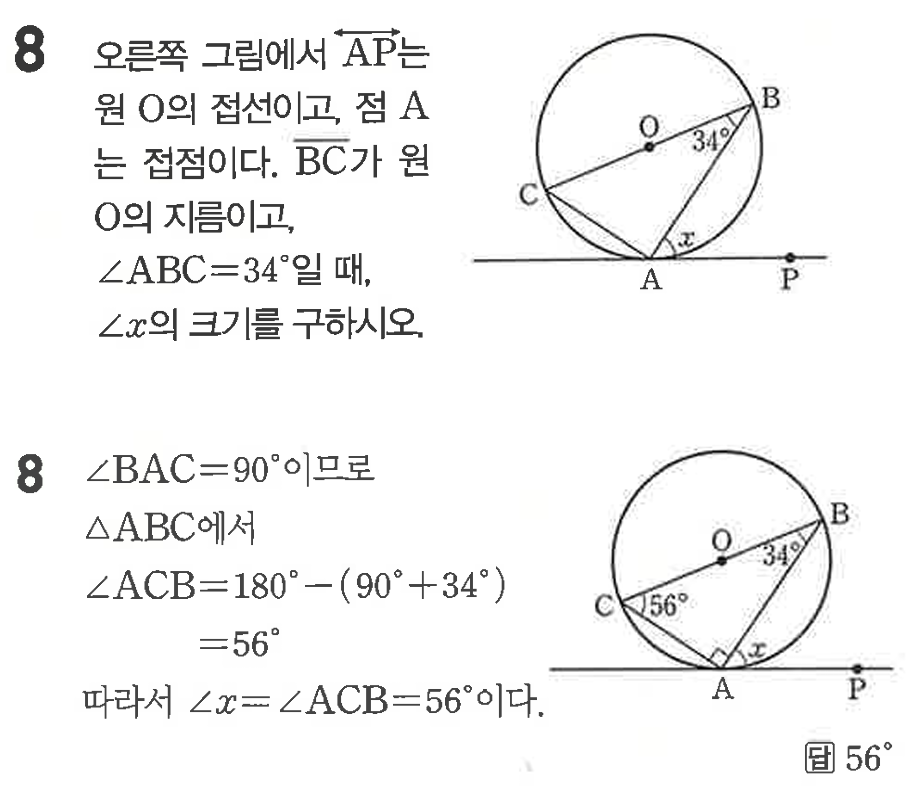 8
오른쪽 그림에서 AP는
원 O의 접선이고, 점 A
는 접점이다. BC가 원
O의 지름이고,
∠ABC=34°일 때,
∠x의 크기를 구하시오.
B
O
34°
C
x
A
P
8
∠BAC=90°이므로
△ABC에서
∠ACB=180°-(90°+34°)
=56°
따라서 ∠x=∠ACB=56°이다.
B
O
34°
C
56°
x
A
P
답 56°